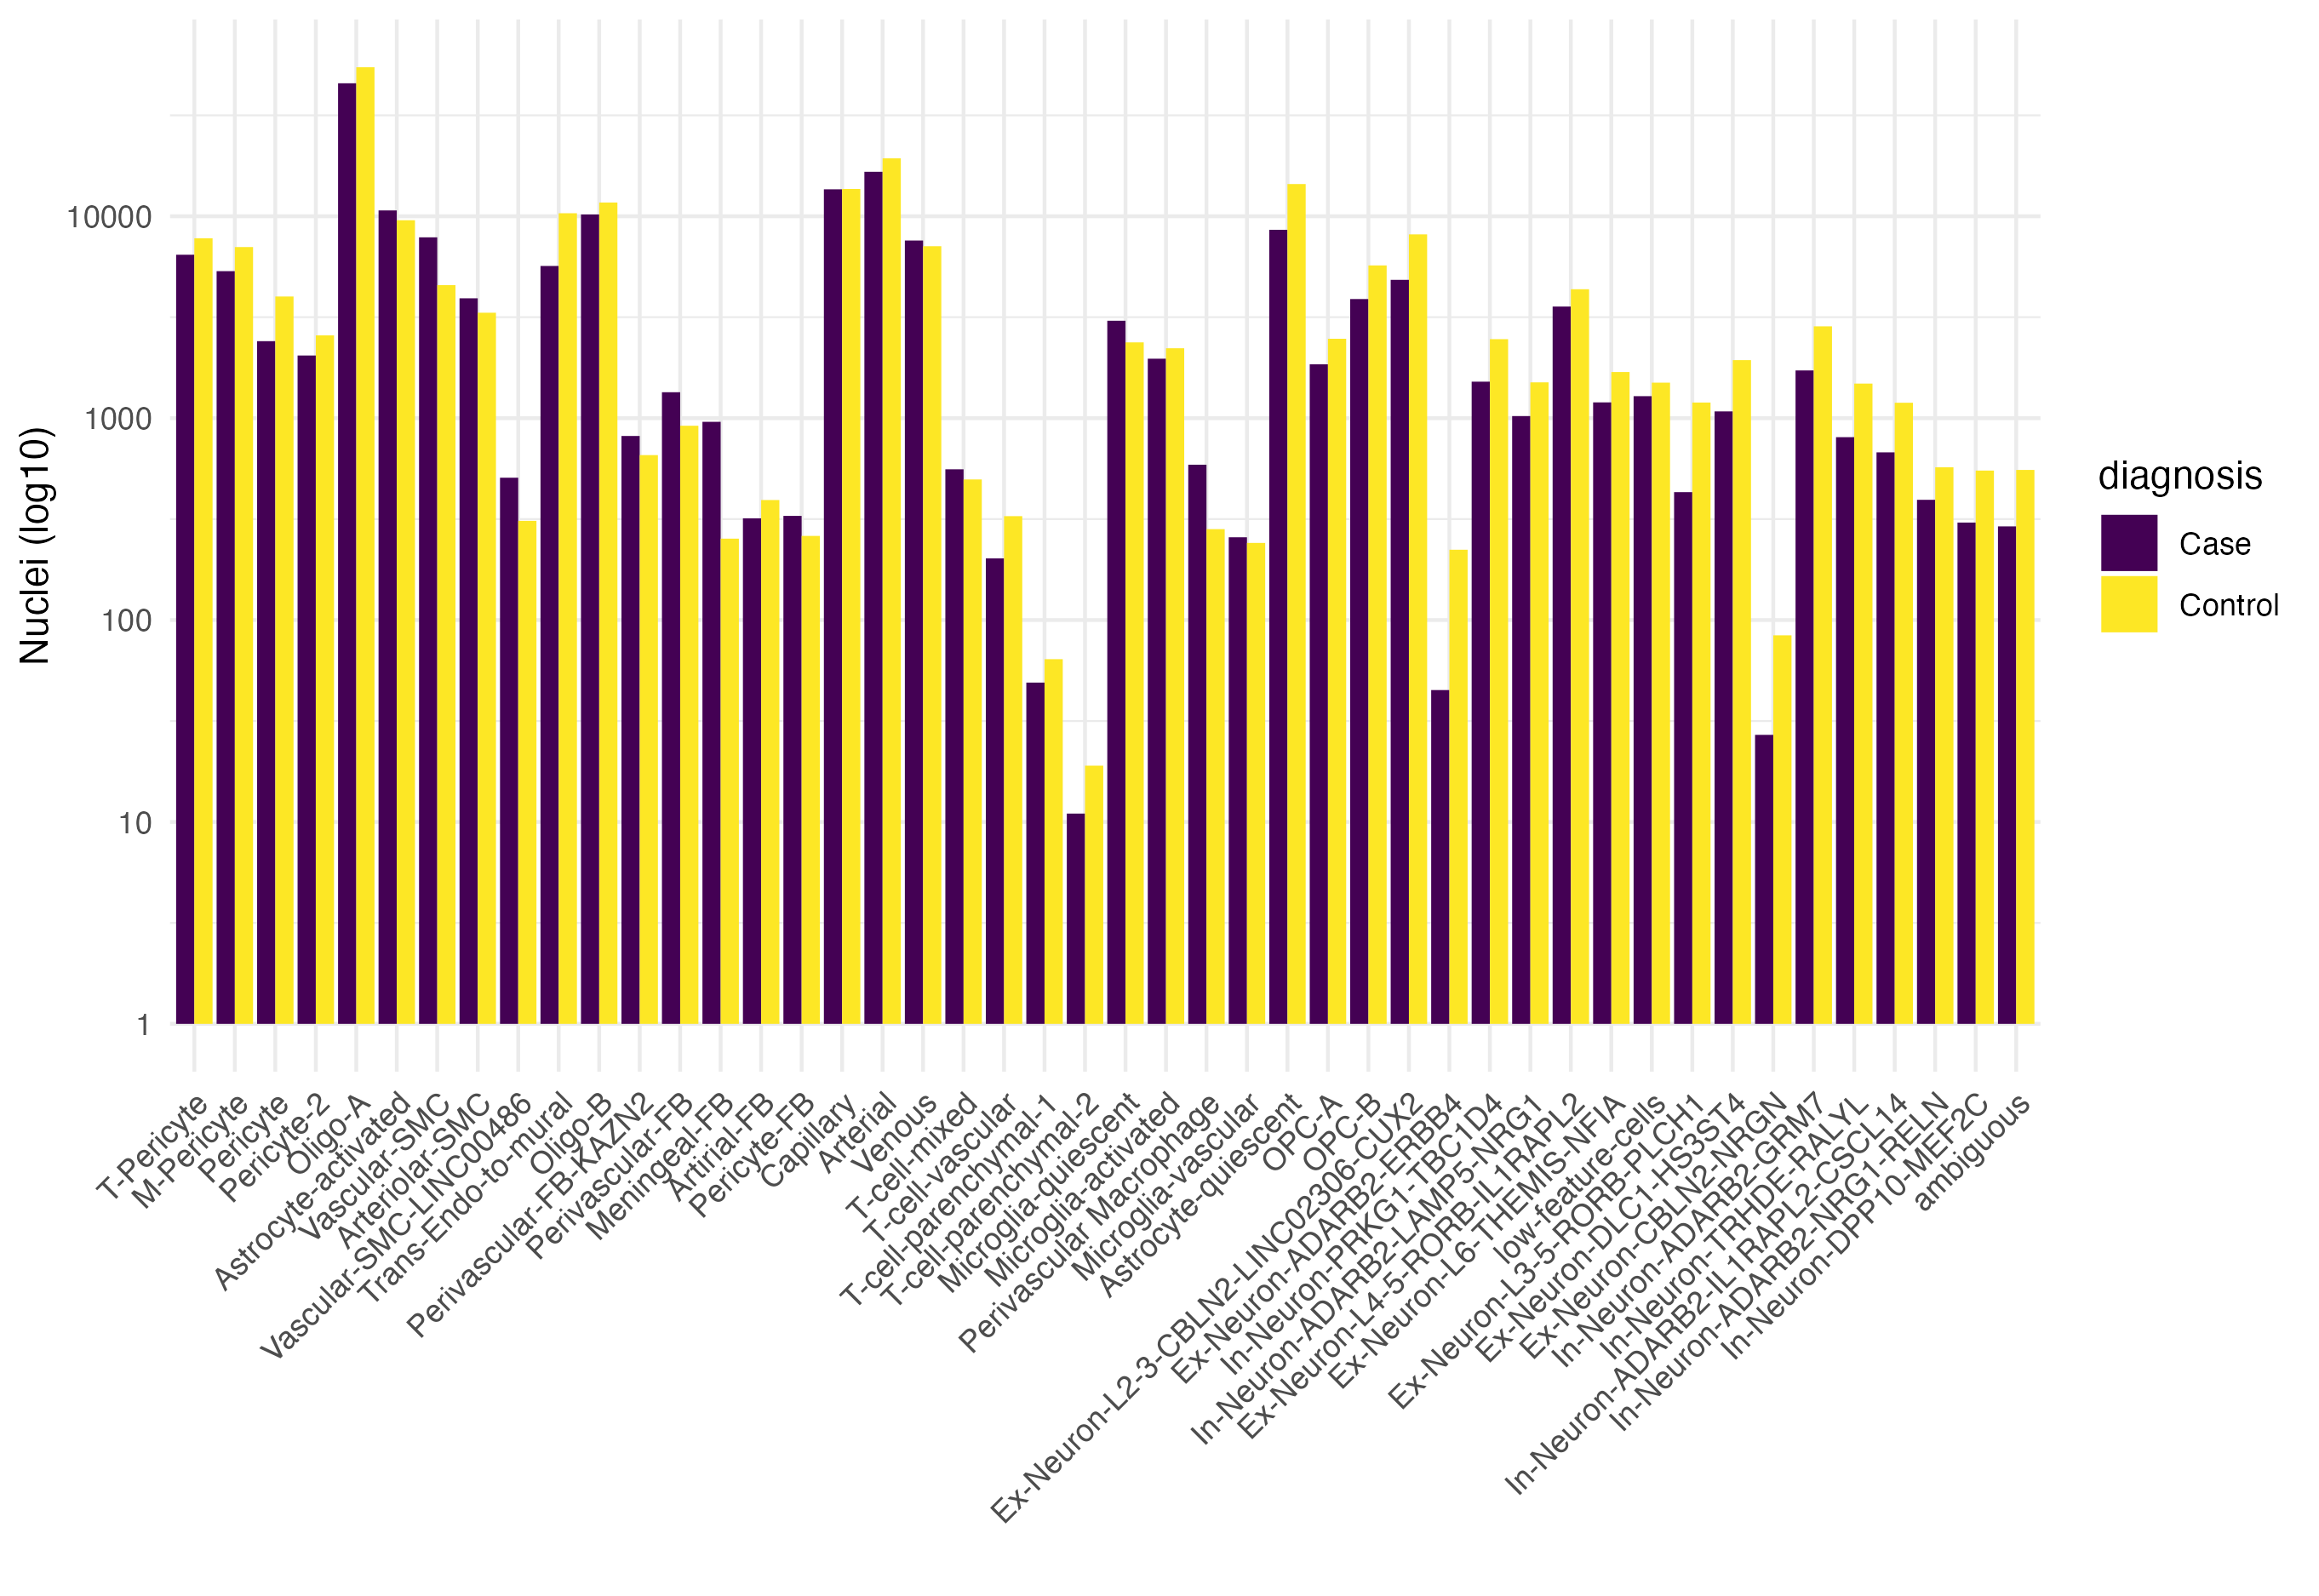 Nuclei (log10)
10000
1000
100
10
1
T-Pericyte
M-Pericyte
Pericyte
Pericyte-2
Oligo-A
Astrocyte-activated
Vascular-SMC
Arteriolar-SMC
Vascular-SMC-LINC00486
Trans-Endo-to-mural
Oligo-B
Perivascular-FB-KAZN2
Perivascular-FB
Meningeal-FB
Artirial-FB
Pericyte-FB
Capillary
Arterial
Venous
T-cell-mixed
T-cell-vascular
T-cell-parenchymal-1
T-cell-parenchymal-2
Microglia-quiescent
Microglia-activated
Perivascular Macrophage
Microglia-vascular
Astrocyte-quiescent
OPC-A
OPC-B
Ex-Neuron-L2-3-CBLN2-LINC02306-CUX2
Ex-Neuron-ADARB2-ERBB4
In-Neuron-PRKG1-TBC1D4
In-Neuron-ADARB2-LAMP5-NRG1
Ex-Neuron-L4-5-RORB-IL1RAPL2
Ex-Neuron-L6-THEMIS-NFIA
low-feature-cells
Ex-Neuron-L3-5-RORB-PLCH1
Ex-Neuron-DLC1-HS3ST4
Ex-Neuron-CBLN2-NRGN
In-Neuron-ADARB2-GRM7
In-Neuron-TRHDE-RALYL
In-Neuron-ADARB2-IL1RAPL2-CSCL14
In-Neuron-ADARB2-NRG1-RELN
In-Neuron-DPP10-MEF2C
ambiguous
diagnosis
Case
Control